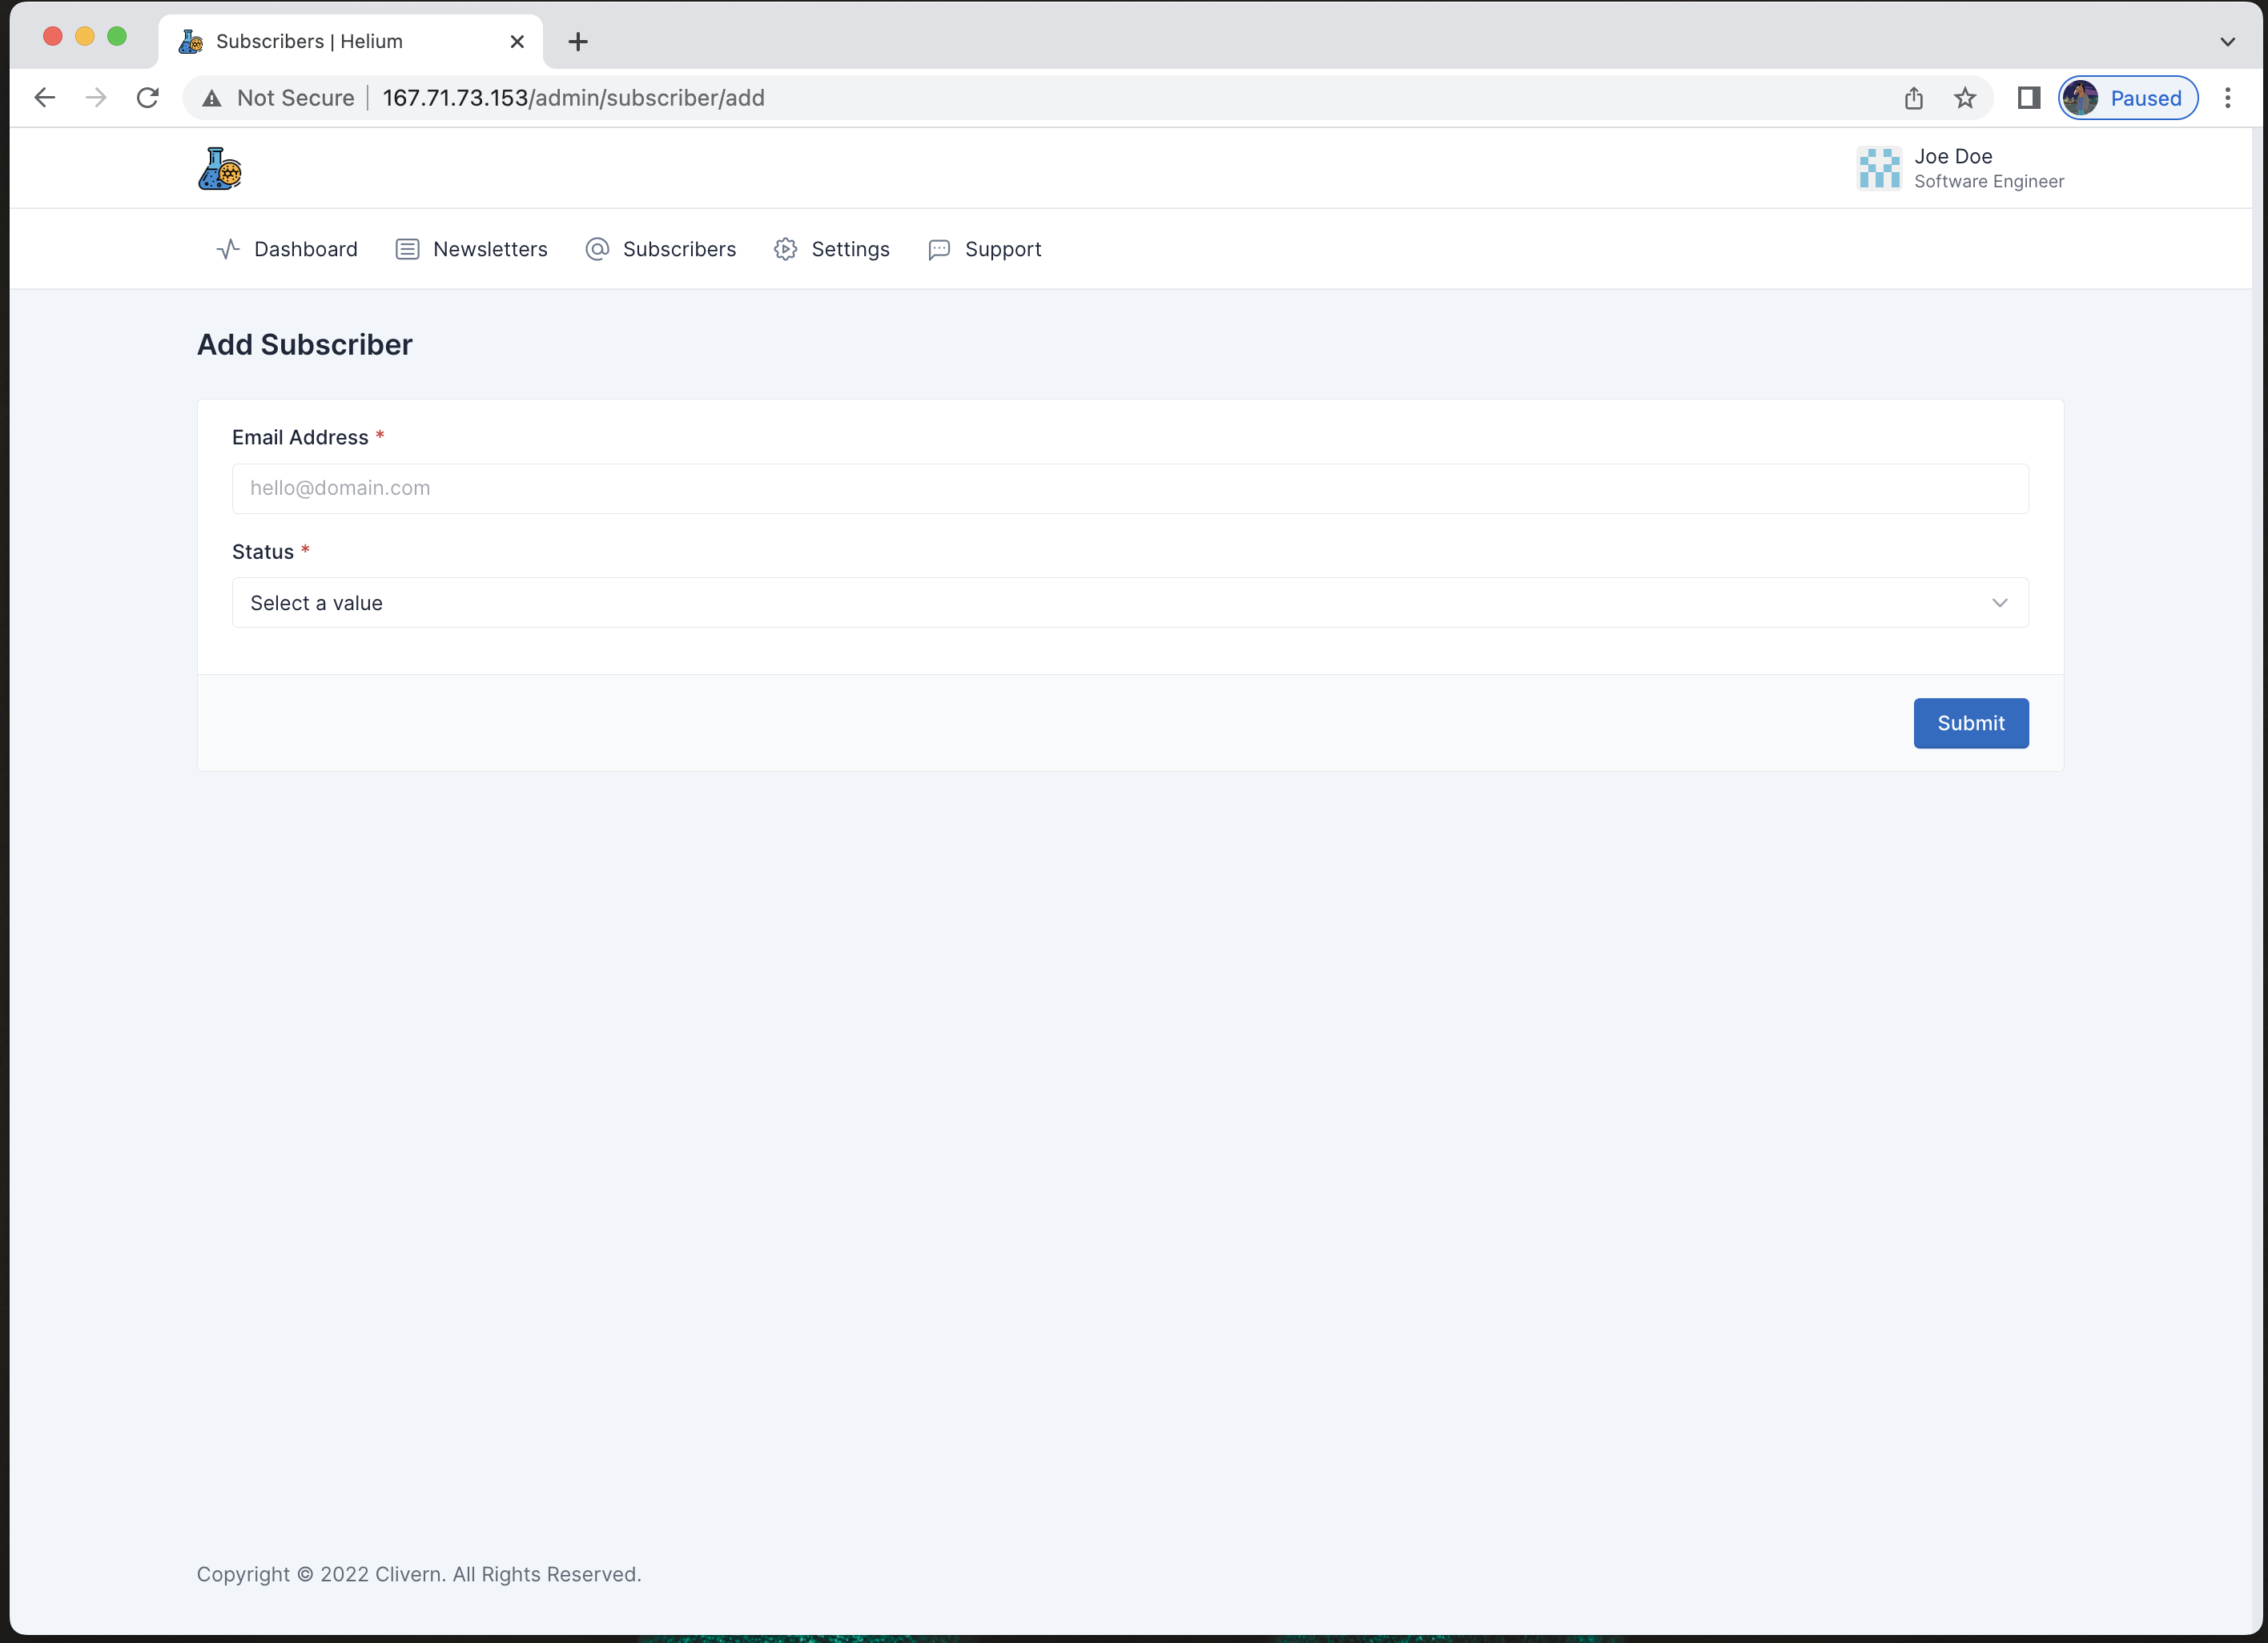 Subscribers | Helium
Not Secure | 167.71.73.153/admin/subscriber/add
Paused
Joe Doe
Software Engineer
Dashboard Newsletters Subscribers Settings Support
Add Subscriber
Email Address *
hello@domain.com
Status *
Select a value
Submit
Copyright © 2022 Clivern. All Rights Reserved.